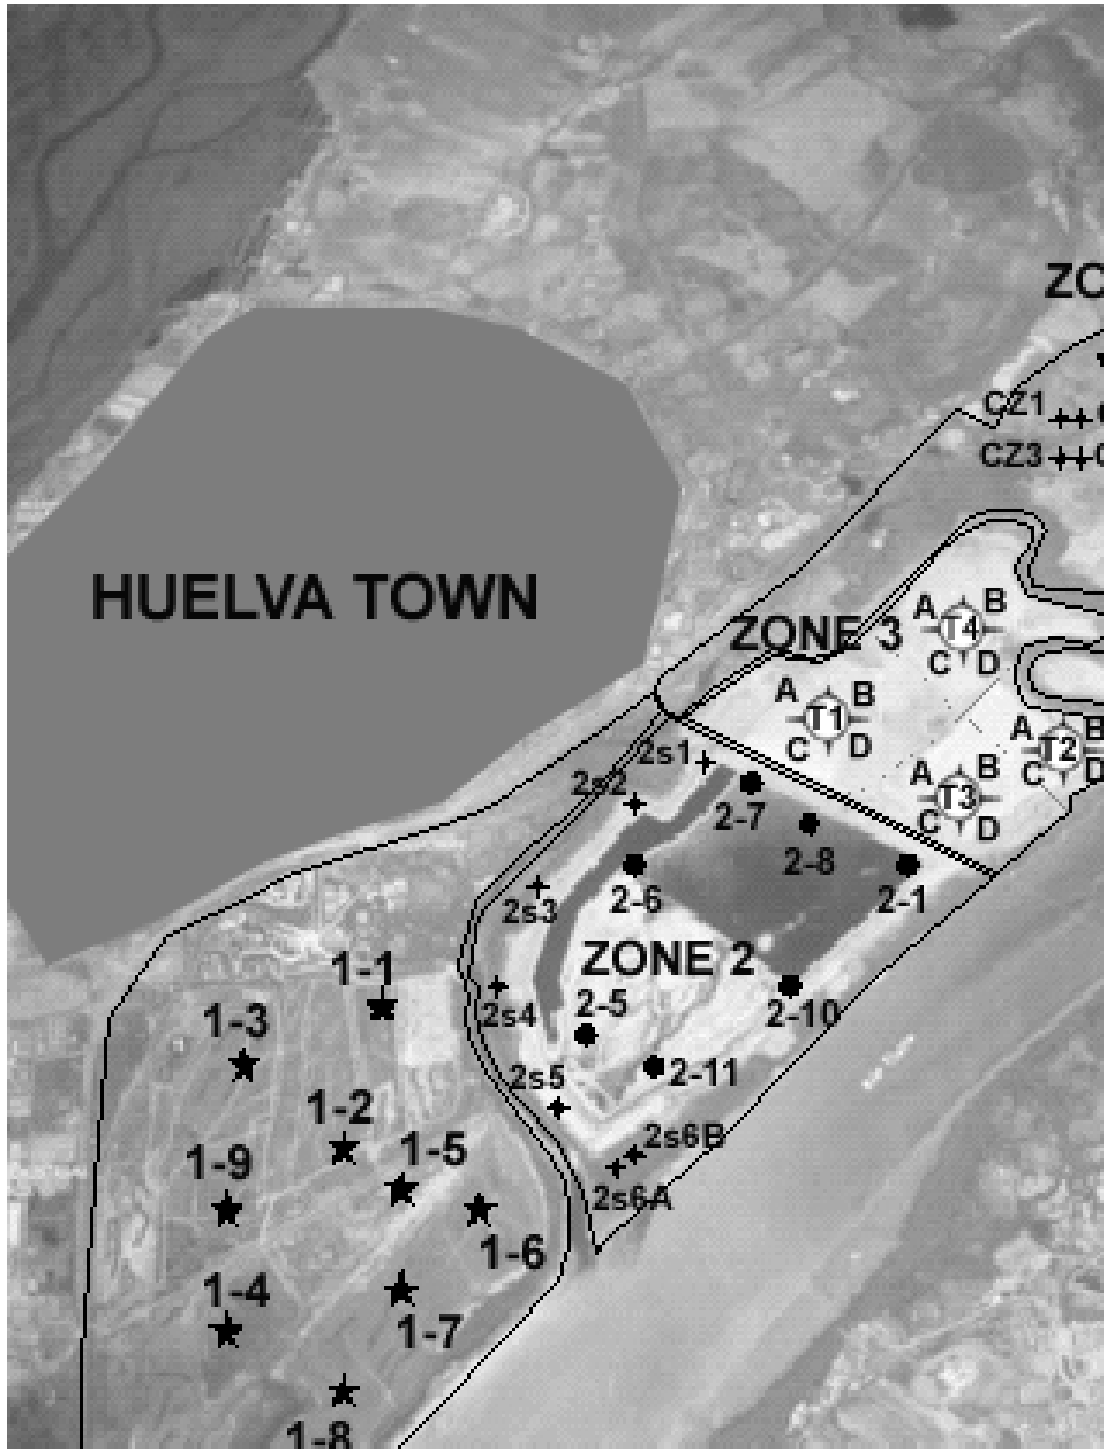 ZO
CZ1
CZ3
HUELVA TOWN
ZONE 3
A B
T4
C D
A B
T1
C D
A B
T2
C D
A B
T3
C D
2s1
2s2
2-7
2-8
2-6
2-1
2s3
ZONE 2
2s4
2-5
2-10
2s5
2-11
2s6B
2s6A
1-1
1-3
1-2
1-9
1-5
1-6
1-4
1-7
1-8